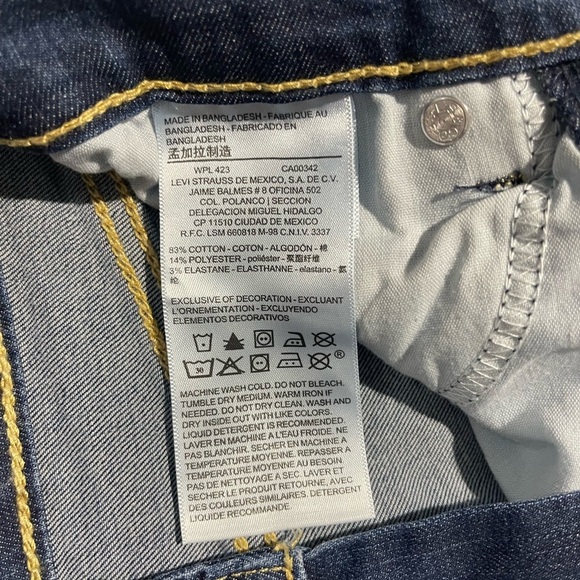 MADE IN BANGLADESH - FABRIQUE AU
BANGLADESH - FABRICADO EN
BANGLADESH
孟加拉制造
WPL 423 CA00342
LEVI STRAUSS DE MEXICO, S.A. DE C.V.
JAIME BALMES # 8 OFICINA 502
COL. POLANCO | SECCION
DELEGACION MIGUEL HIDALGO
CP 11510 CIUDAD DE MEXICO
R.F.C. LSM 660818 M-98 C.N.I.V. 3337
83% COTTON - COTON - ALGODÓN - 棉
14% POLYESTER - poliéster - 聚酯纤维
3% ELASTANE - ELASTHANNE - elastano - 氨
纶
EXCLUSIVE OF DECORATION - EXCLUANT
L'ORNEMENTATION - EXCLUYENDO
ELEMENTOS DECORATIVOS
30 ®
MACHINE WASH COLD. DO NOT BLEACH.
TUMBLE DRY MEDIUM. WARM IRON IF
NEEDED. DO NOT DRY CLEAN. WASH AND
DRY INSIDE OUT WITH LIKE COLORS.
LIQUID DETERGENT IS RECOMMENDED.
LAVER EN MACHINE A L'EAU FROIDE. NE
PAS BLANCHIR. SECHER EN MACHINE A
TEMPERATURE MOYENNE. REPASSER A
TEMPERATURE MOYENNE AU BESOIN.
PAS DE NETTOYAGE A SEC. LAVER ET
SECHER LE PRODUIT RETOURNE, AVEC
DES COULEURS SIMILAIRES. DETERGENT
LIQUIDE RECOMMANDE.